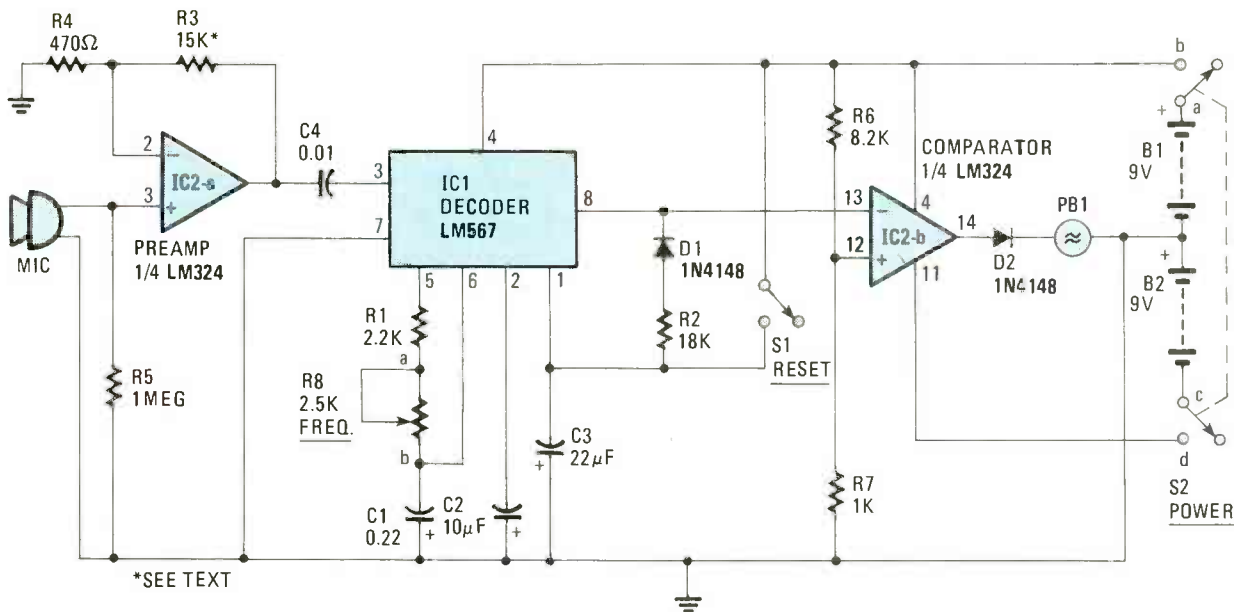 R4
470Ω
R3
15K*
2
3
IC2-a
PREAMP
1/4 LM324
MIC
R5
1MEG
C4
0.01
3
7
4
IC1
DECODER
LM567
8
5
6
2
1
R1
2.2K
a
R8
2.5K
FREQ.
b
C1
0.22
+
C2
10µF
+
C3
22µF
+
D1
1N4148
R2
18K
S1
RESET
R6
8.2K
COMPARATOR
1/4 LM324
13
12
IC2-b
4
14
11
D2
1N4148
PB1
R7
1K
b
a
+
B1
9V
+
B2
9V
c
d
S2
POWER
*SEE TEXT